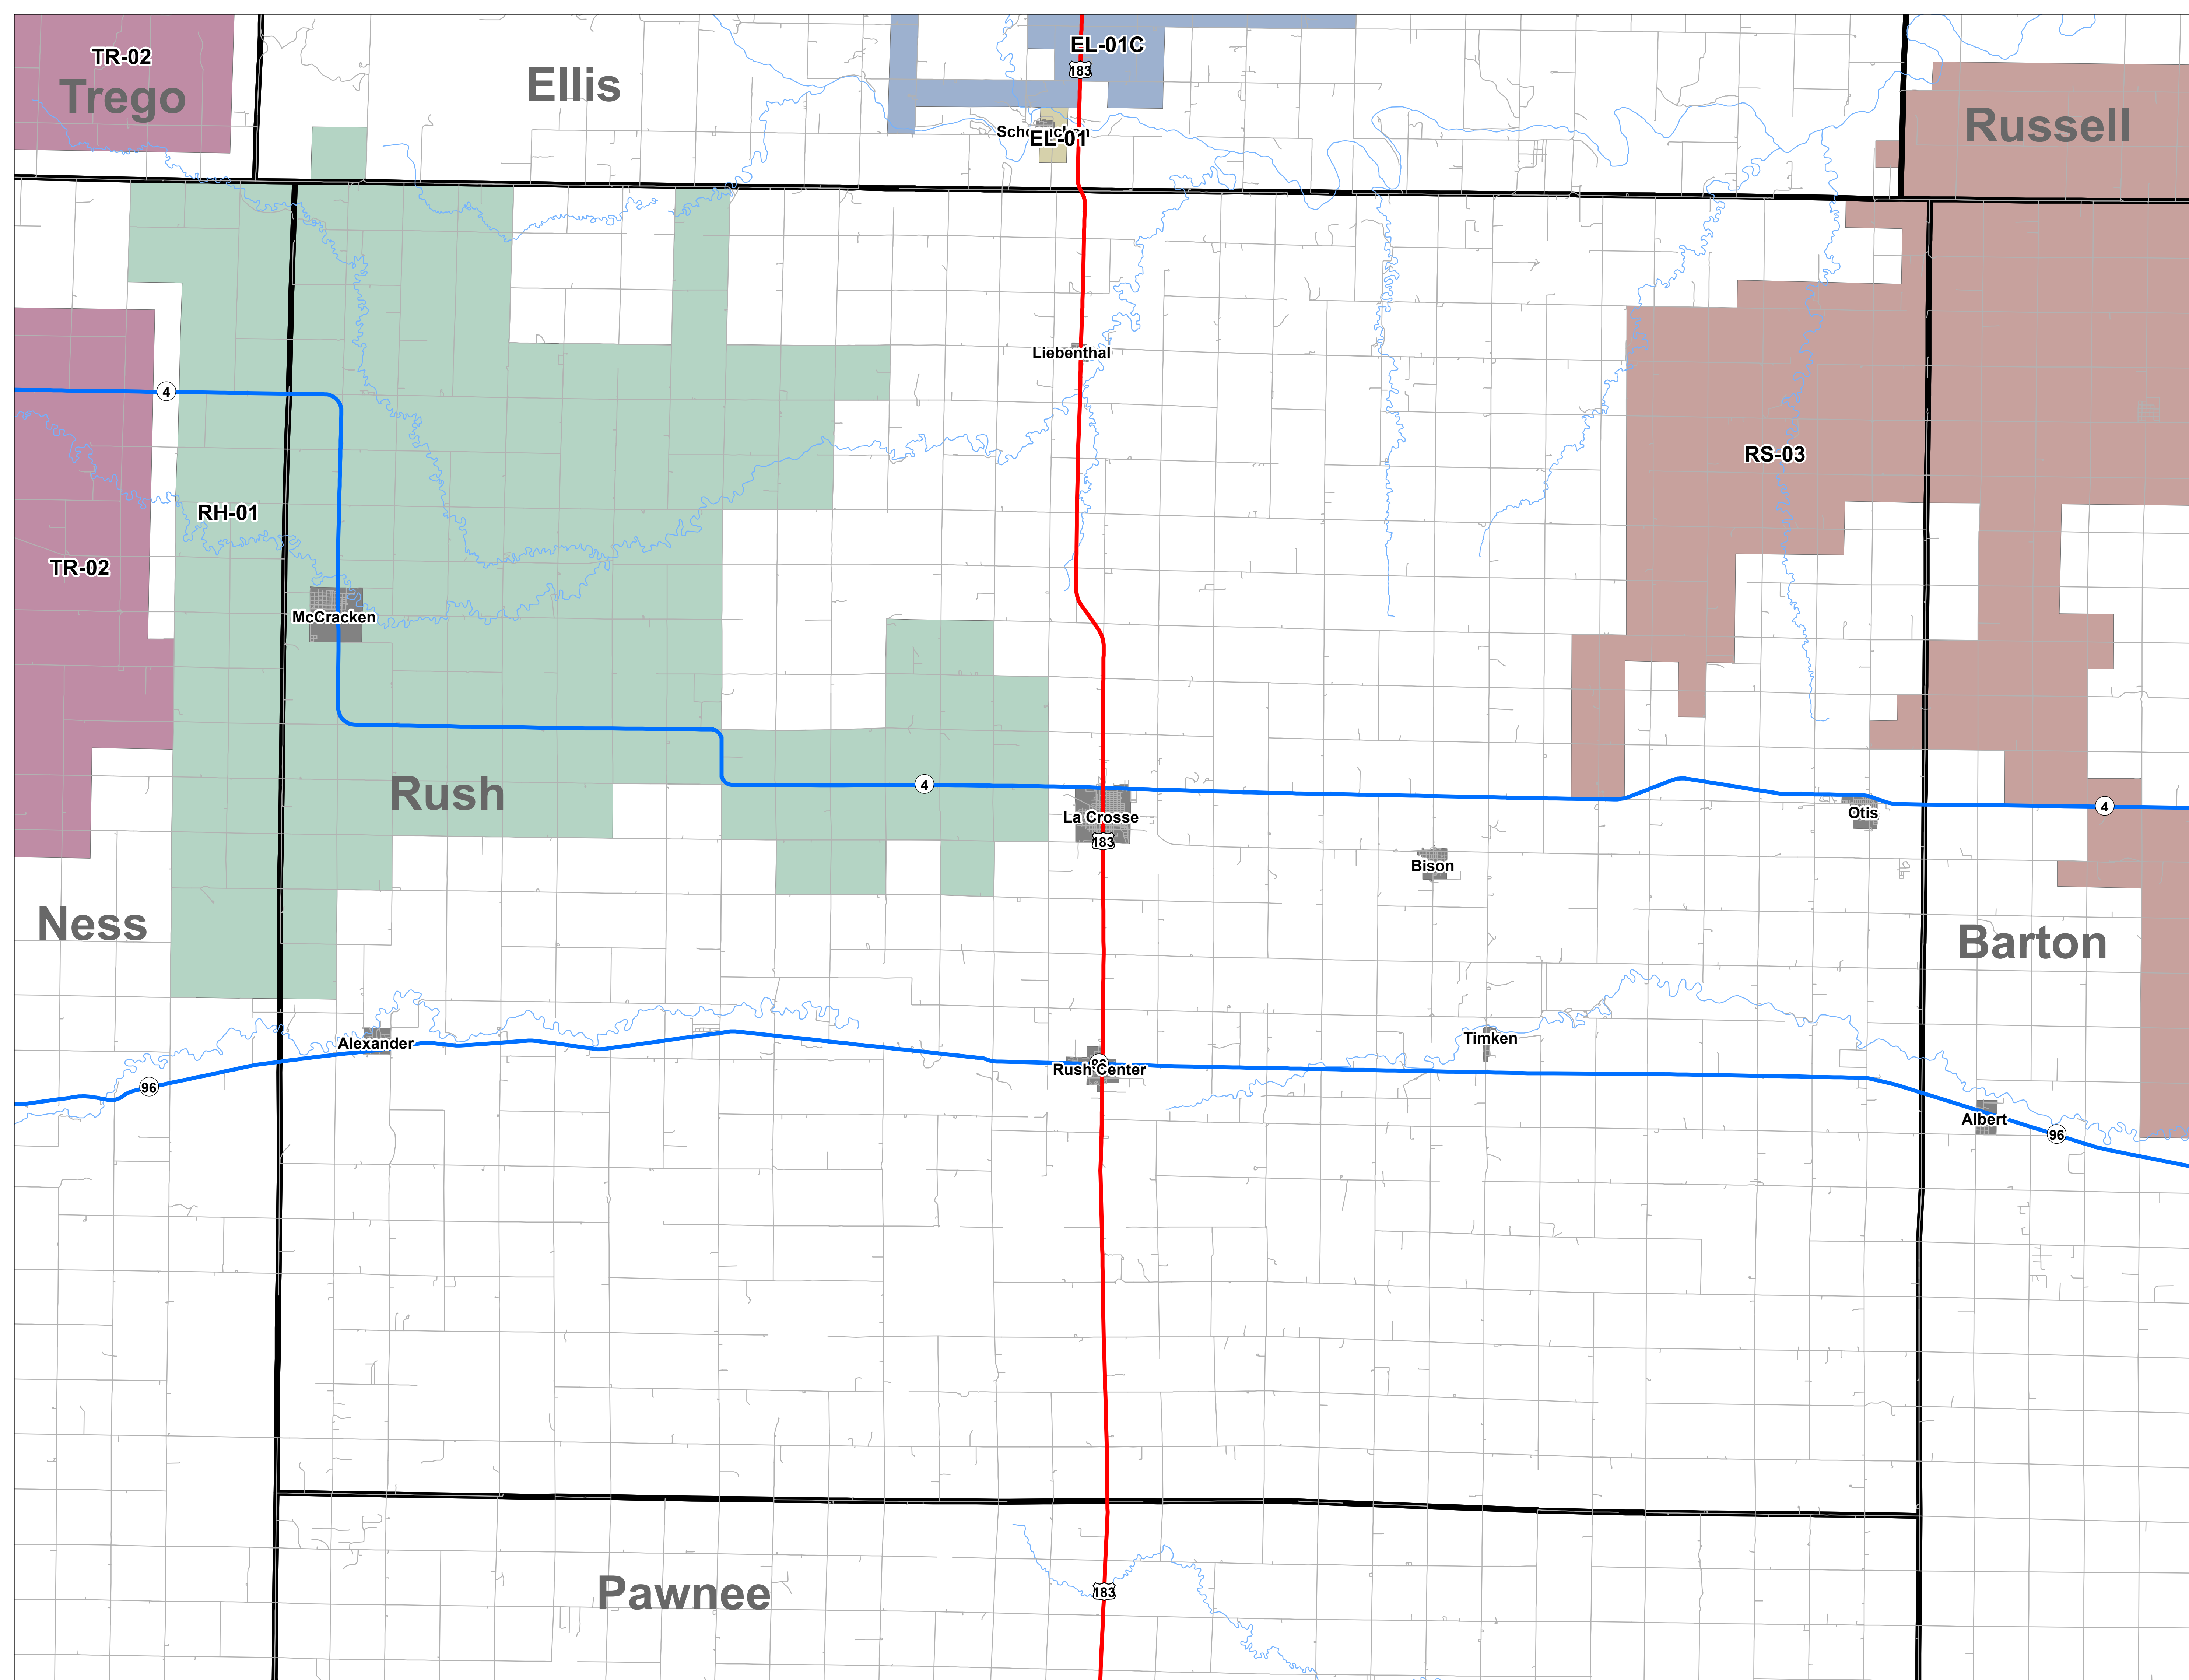 EL-01C
TR-02
183
Ellis
Trego
Russell
EL-01
Liebenthal
4
RS-03
RH-01
TR-02
McCracken
4
Rush
4
Otis
La Crosse
183
Bison
Ness
Barton
Timken
Alexander
Rush Center
96
Albert
96
183
Pawnee